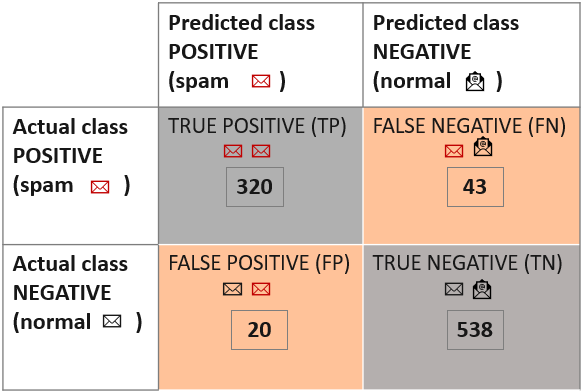 Predicted class
POSITIVE
(spam )
Predicted class
NEGATIVE
(normal )
Actual class
POSITIVE
(spam )
TRUE POSITIVE (TP)
320
FALSE NEGATIVE (FN)
43
Actual class
NEGATIVE
(normal )
FALSE POSITIVE (FP)
20
TRUE NEGATIVE (TN)
538